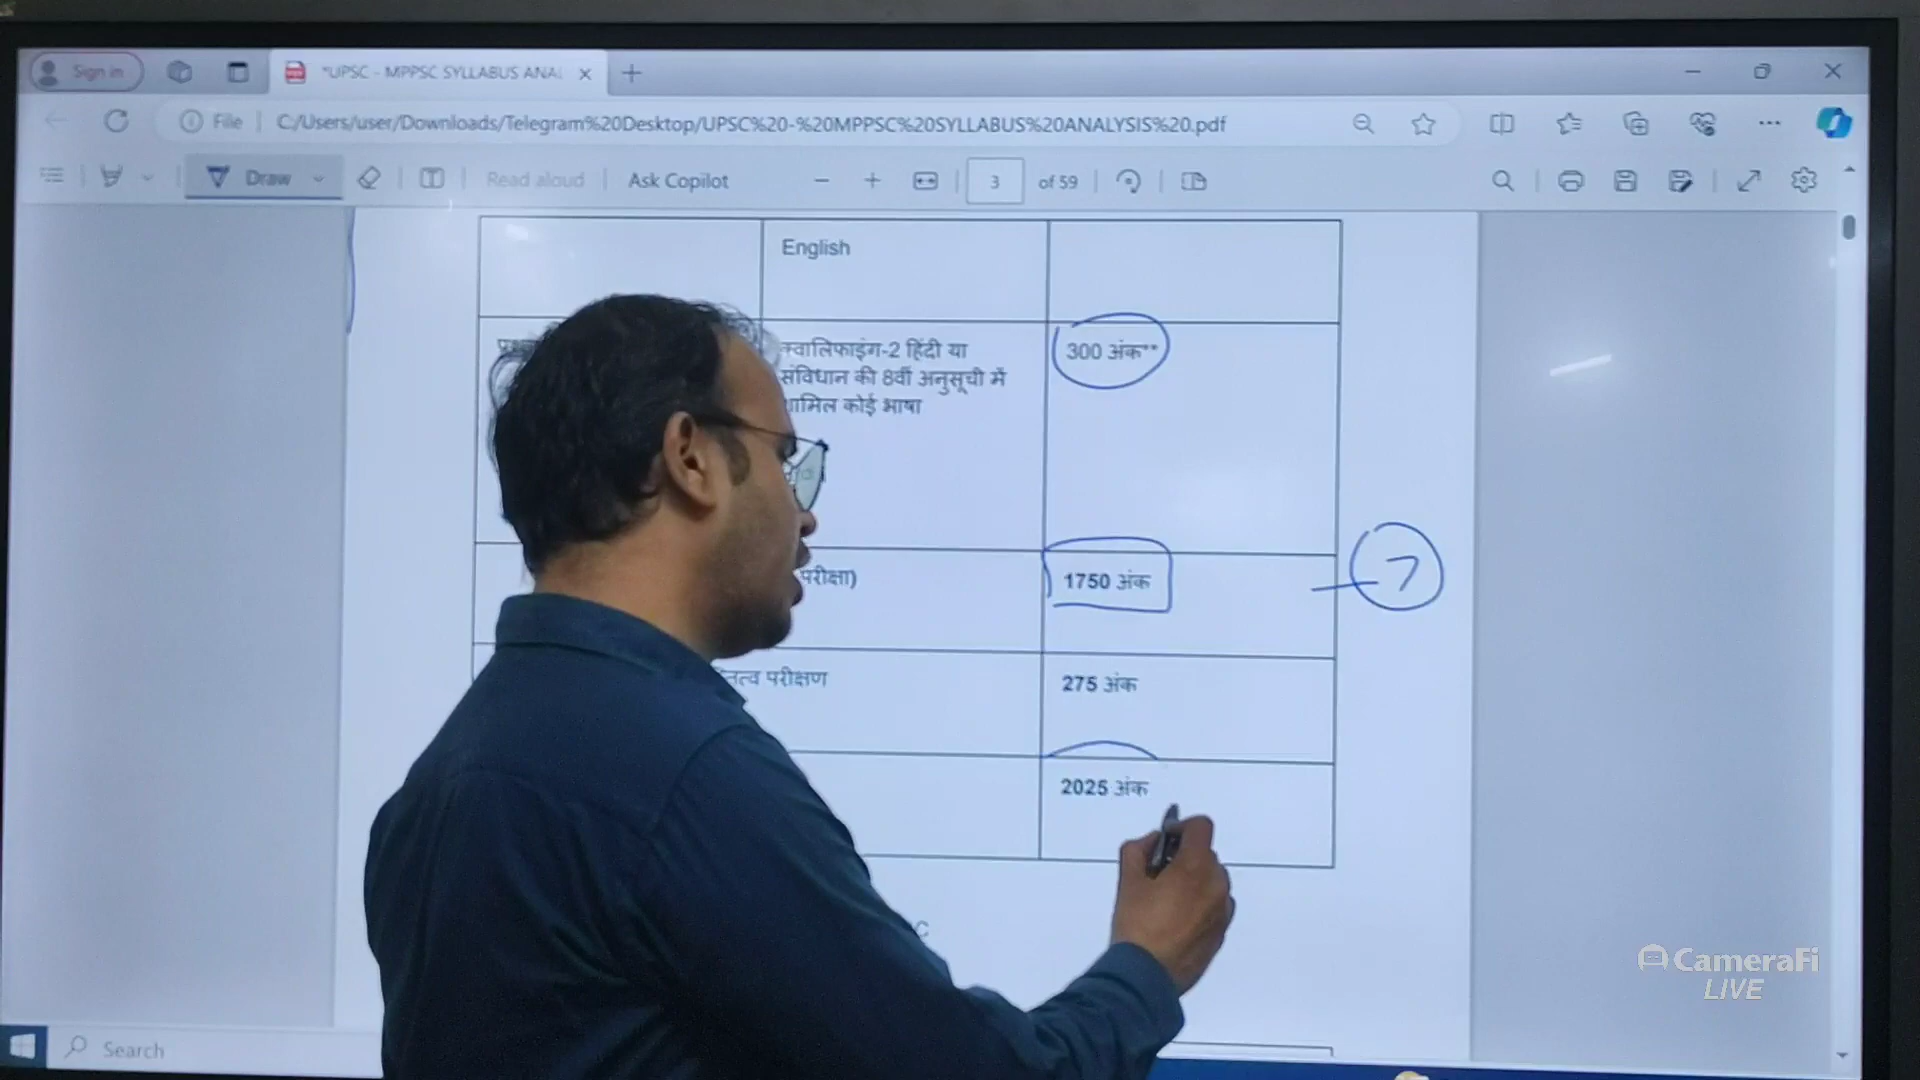 Sign in
*UPSC - MPPSC SYLLABUS ANAL
File
C:/Users/user/Downloads/Telegram%20Desktop/UPSC%20-%20MPPSC%20SYLLABUS%20ANALYSIS%20.pdf
Draw
Read aloud
Ask Copilot
3 of 59
English
क्वालिफाइंग-2 हिंदी या
संविधान की 8वीं अनुसूची में
शामिल कोई भाषा
300 अंक**
परीक्षा)
1750 अंक
7
परीक्षण
275 अंक
2025 अंक
C
CameraFi
LIVE
Search